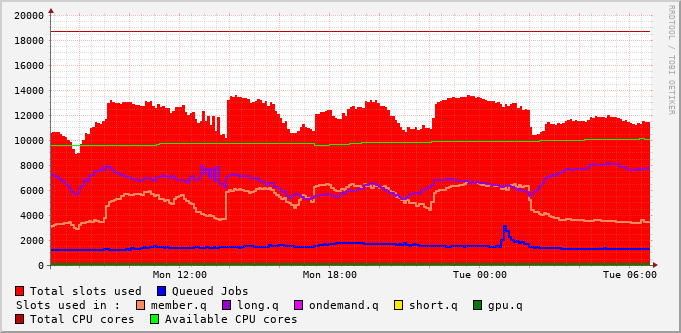 20000
18000
16000
14000
12000
10000
8000
6000
4000
2000
0
Mon 12:00 Mon 18:00 Tue 00:00 Tue 06:00
Total slots used Queued Jobs
Slots used in : member.q long.q ondemand.q short.q gpu.q
Total CPU cores Available CPU cores
RRDTOOL / TOBI OETIKER